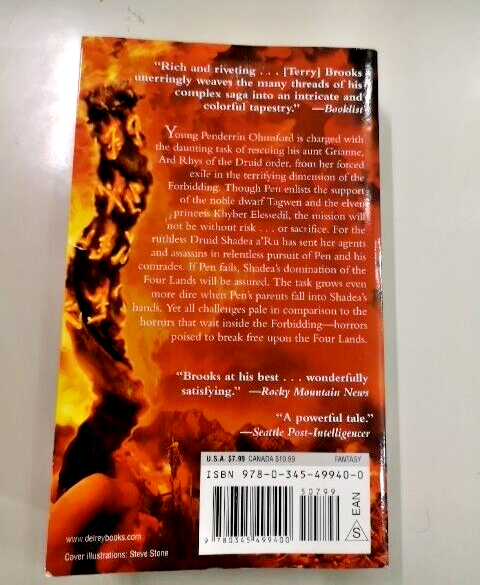 “Rich and riveting . . . [Terry] Brooks
unerringly weaves the many threads of his
complex saga into an intricate and
colorful tapestry.” —Booklist
Young Penderrin Ohmsford is charged with
the daunting task of rescuing his aunt Grianne,
Ard Rhys of the Druid order, from her forced
exile in the terrifying dimension of the
Forbidding. Though Pen enlists the support
of the noble dwarf Tagwen and the elven
princess Khyber Elessedil, the mission will
not be without risk . . . or sacrifice. For the
ruthless Druid Shadea a’Ru has sent her agents
and assassins in relentless pursuit of Pen and his
comrades. If Pen fails, Shadea’s domination of the
Four Lands will be assured. The task grows even
more dire when Pen’s parents fall into Shadea’s
hands. Yet all challenges pale in comparison to the
horrors that wait inside the Forbidding—horrors
poised to break free upon the Four Lands.
“Brooks at his best . . . wonderfully
satisfying.” —Rocky Mountain News
“A powerful tale.”
—Seattle Post-Intelligencer
U.S.A. $7.99 CANADA $10.99 FANTASY
ISBN 978-0-345-49940-0
50799
9 780345 499400
S EAN
www.delreybooks.com
Cover illustrations: Steve Stone